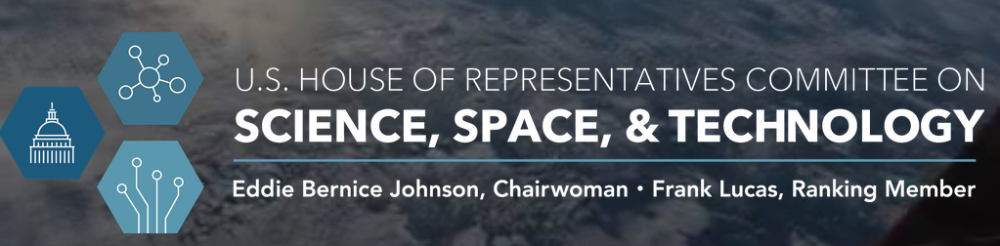 U.S. HOUSE OF REPRESENTATIVES COMMITTEE ON
SCIENCE, SPACE, & TECHNOLOGY
Eddie Bernice Johnson, Chairwoman • Frank Lucas, Ranking Member